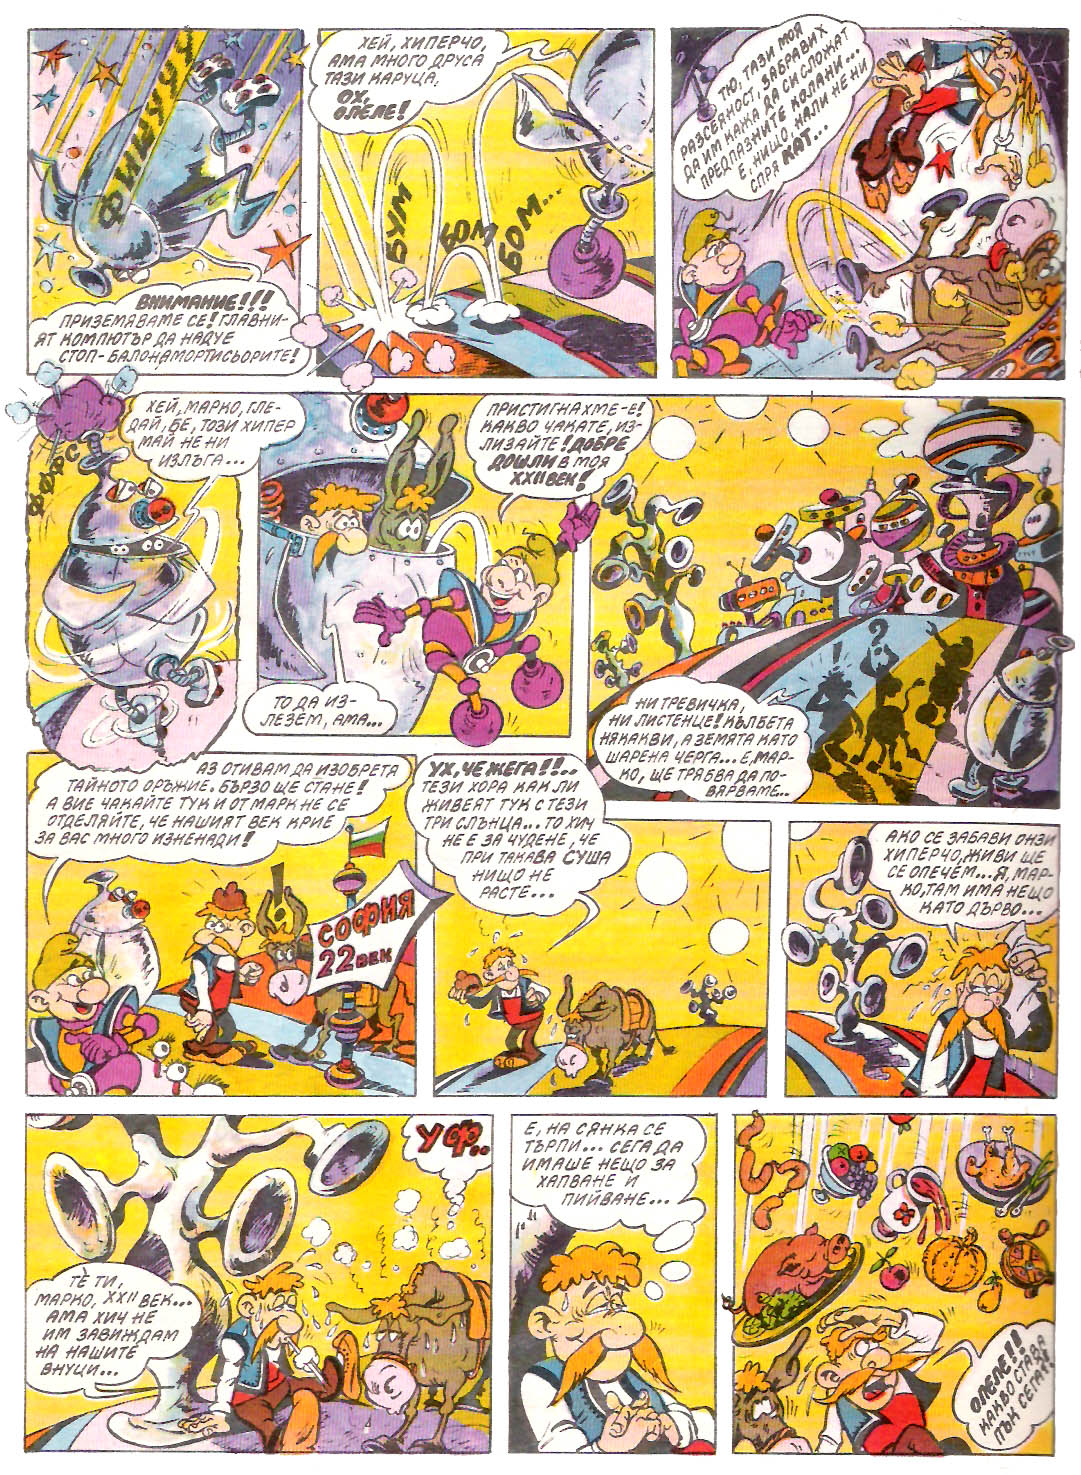 ФИШУУУ
ВНИМАНИЕ!!!
ПРИЗЕМЯВАМЕ СЕ! ГЛАВНИ-
ЯТ КОМПЮТЪР ДА НАДУЕ
СТОП-БАЛОНАМОРТИСЬОРИТЕ!
ХЕЙ, ХИПЕРЧО,
АМА МНОГО ДРУСА
ТАЗИ КАРУЦА,
ОХ,
ОЛЕЛЕ!
БУМ
БОМ
БОМ...
ТЮ, ТАЗИ МОЯ
РАЗСЕЯНОСТ, ЗАБРАВИХ
ДА ИМ КАЖА ДА СИ СЛОЖАТ
ПРЕДПАЗНИТЕ КОЛАНИ...
Е, НИЩО, НАЛИ НЕ НИ
СПРЯ КАТ...
ФФФС
ХЕЙ, МАРКО, ГЛЕ-
ДАЙ, БЕ, ТОЗИ ХИПЕР
МАЙ НЕ НИ
ИЗЛЪГА...
ПРИСТИГНАХМЕ-Е!
КАКВО ЧАКАТЕ, ИЗ-
ЛИЗАЙТЕ! ДОБРЕ
ДОШЛИ В МОЯ
XXII ВЕК!
ТО ДА ИЗ-
ЛЕЗЕМ, АМА...
?
НИ ТРЕВИЧКА,
НИ ЛИСТЕНЦЕ! КЪЛБЕТА
НЯКАКВИ, А ЗЕМЯТА КАТО
ШАРЕНА ЧЕРГА... Е, МАР-
КО, ЩЕ ТРЯБВА ДА ПО-
ВЯРВАМЕ...
АЗ ОТИВАМ ДА ИЗОБРЕТЯ
ТАЙНОТО ОРЪЖИЕ. БЪРЗО ЩЕ СТАНЕ!
А ВИЕ ЧАКАЙТЕ ТУК И ОТ МАРК НЕ СЕ
ОТДЕЛЯЙТЕ, ЧЕ НАШИЯТ ВЕК КРИЕ
ЗА ВАС МНОГО ИЗНЕНАДИ!
!
СОФИЯ
22 ВЕК
УХ, ЧЕ ЖЕГА!!!..
ТЕЗИ ХОРА КАК ЛИ
ЖИВЕЯТ ТУК С ТЕЗИ
ТРИ СЛЪНЦА... ТО ХИЧ
НЕ Е ЗА ЧУДЕНЕ, ЧЕ
ПРИ ТАКАВА СУША
НИЩО НЕ
РАСТЕ...
АКО СЕ ЗАБАВИ ОНЗИ
ХИПЕРЧО, ЖИВИ ЩЕ
СЕ ОПЕЧЕМ... Я, МАР-
КО, ТАМ ИМА НЕЩО
КАТО ДЪРВО...
УФ..
ТЕ ТИ,
МАРКО, XXII ВЕК...
АМА ХИЧ НЕ
ИМ ЗАВИЖДАМ
НА НАШИТЕ
ВНУЦИ...
Е, НА СЯНКА СЕ
ТЪРПИ... СЕГА ДА
ИМАШЕ НЕЩО ЗА
ХАПВАНЕ И
ПИЙВАНЕ...
ОЛЕЛЕ!!
КАКВО СТАВА
ПЪК СЕГА?!